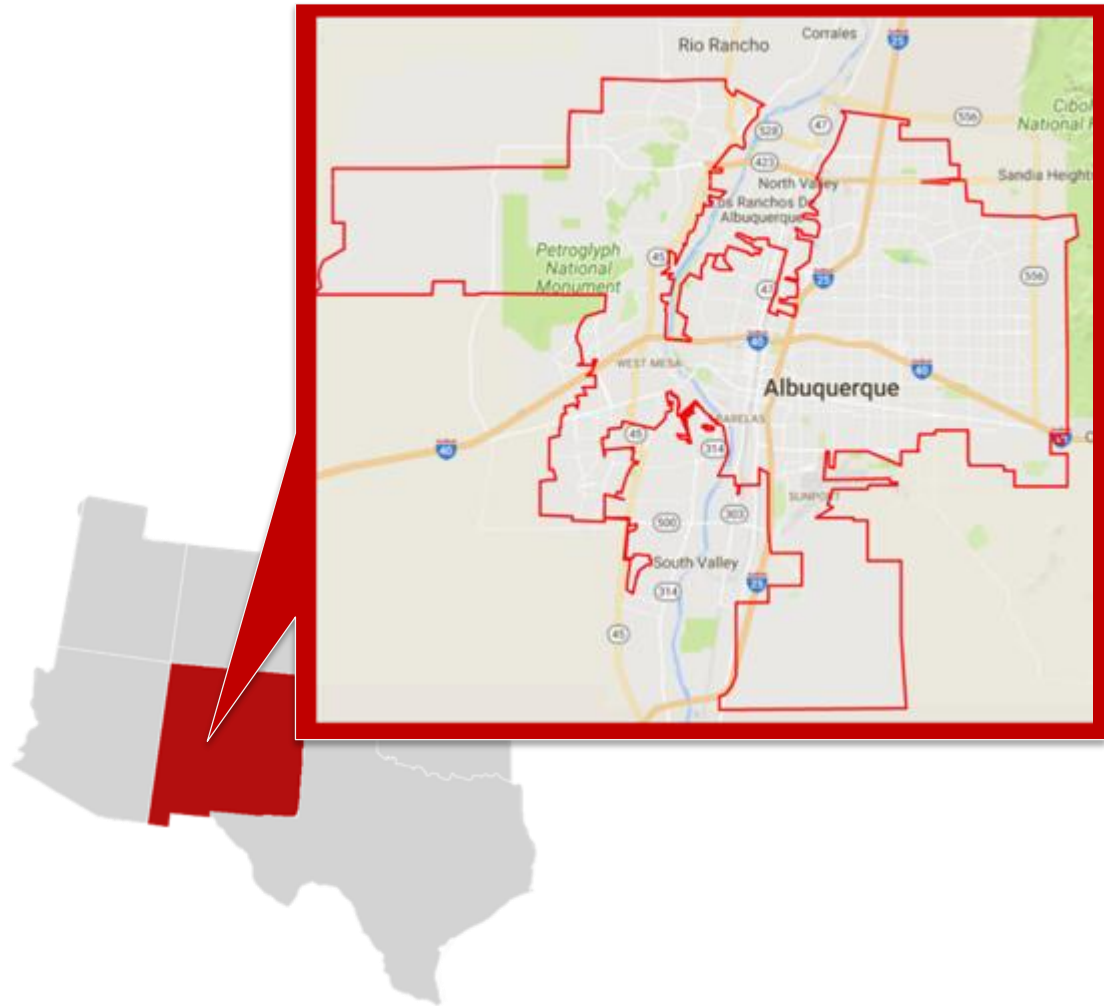 Corrales
Rio Rancho
25
528
47
556
National
423
North Valley
Sandia Heights
Los Ranchos De
Albuquerque
Petroglyph
National
Monument
45
556
25
47
40
WEST MESA
40
Albuquerque
BARELAS
45
314
40
SUNPORT
500
303
South Valley
25
314
45